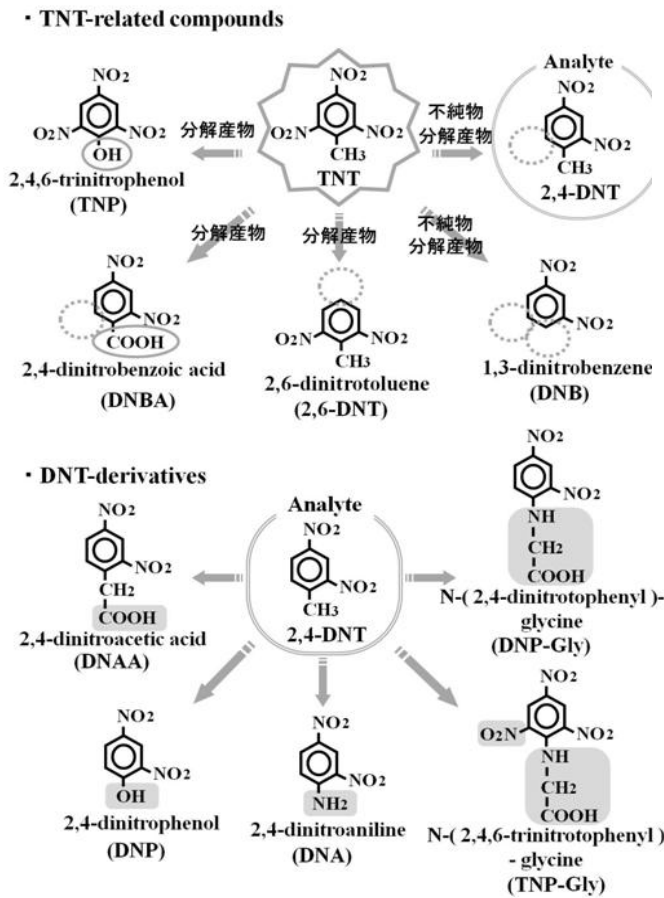 ・TNT-related compounds
NO2
O2N
NO2
OH
2,4,6-trinitrophenol
(TNP)
分解産物
NO2
O2N
NO2
CH3
TNT
不純物
分解産物
Analyte
NO2
NO2
CH3
2,4-DNT
分解産物
分解産物
不純物
分解産物
NO2
NO2
COOH
2,4-dinitrobenzoic acid
(DNBA)
O2N
NO2
CH3
2,6-dinitrotoluene
(2,6-DNT)
NO2
NO2
1,3-dinitrobenzene
(DNB)
・DNT-derivatives
NO2
NO2
CH2
COOH
2,4-dinitroacetic acid
(DNAA)
Analyte
NO2
NO2
CH3
2,4-DNT
NO2
NO2
NH
CH2
COOH
N-( 2,4-dinitrotophenyl )-
glycine
(DNP-Gly)
NO2
NO2
OH
2,4-dinitrophenol
(DNP)
NO2
NO2
NH2
2,4-dinitroaniline
(DNA)
NO2
O2N
NO2
NH
CH2
COOH
N-( 2,4,6-trinitrotophenyl )
- glycine
(TNP-Gly)